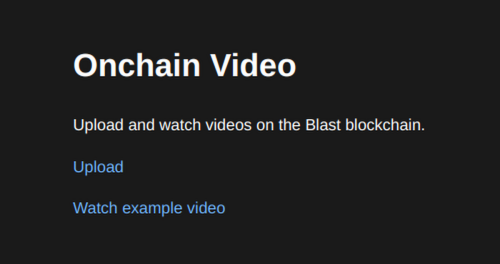 Onchain Video
Upload and watch videos on the Blast blockchain.
Upload
Watch example video